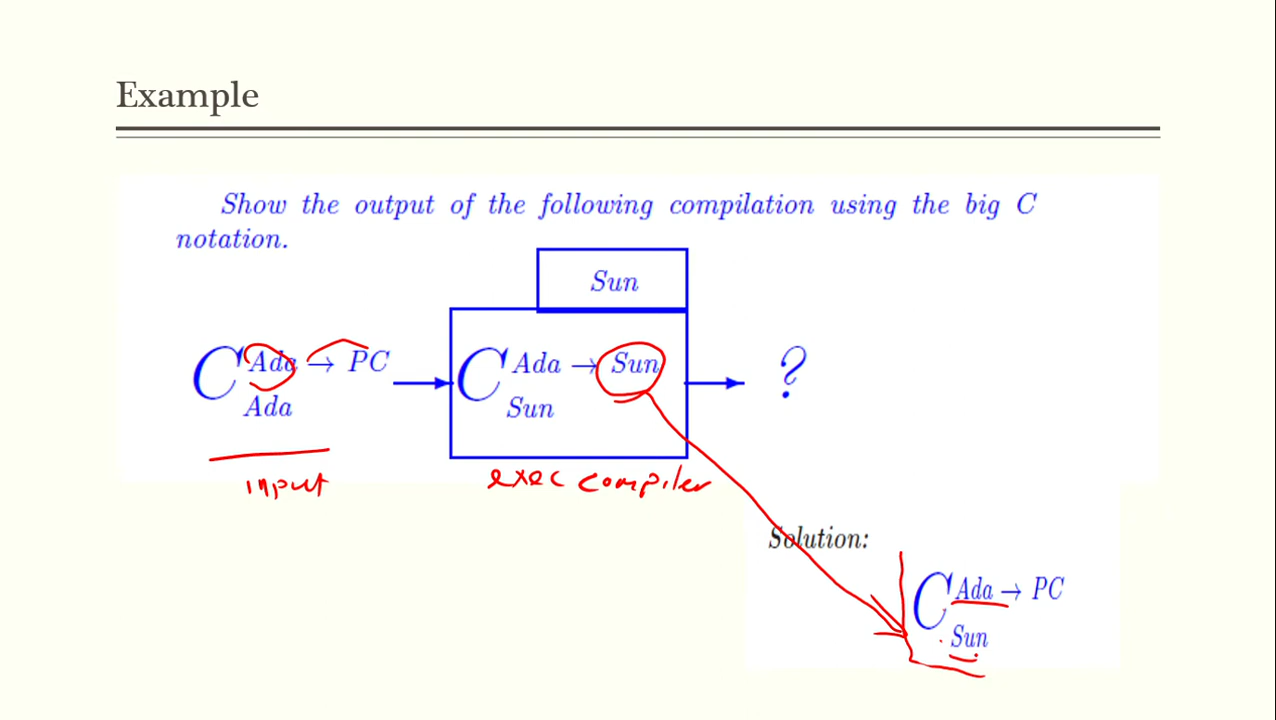 Example
Show the output of the following compilation using the big C
notation.
Sun
C Ada → PC
Ada
C Ada → Sun
Sun
?
input
exec compiler
Solution:
C Ada → PC
Sun